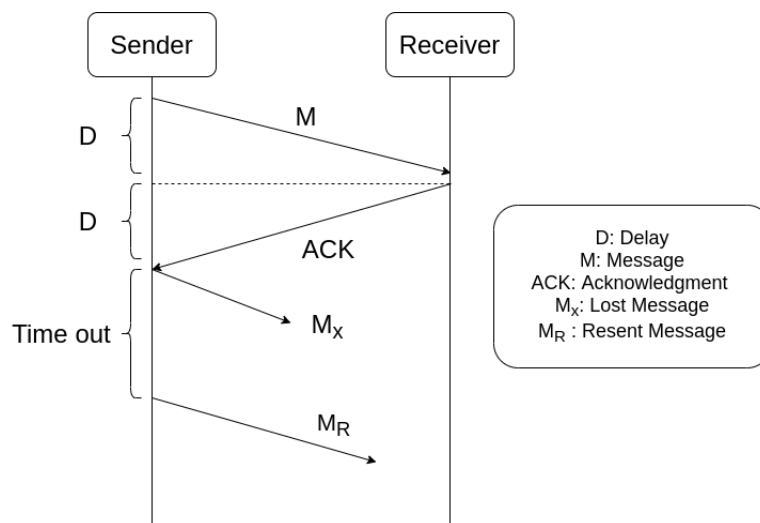 Sender
Receiver
M
D
D
ACK
Time out
Mx
MR
D: Delay
M: Message
ACK: Acknowledgment
Mx: Lost Message
MR : Resent Message